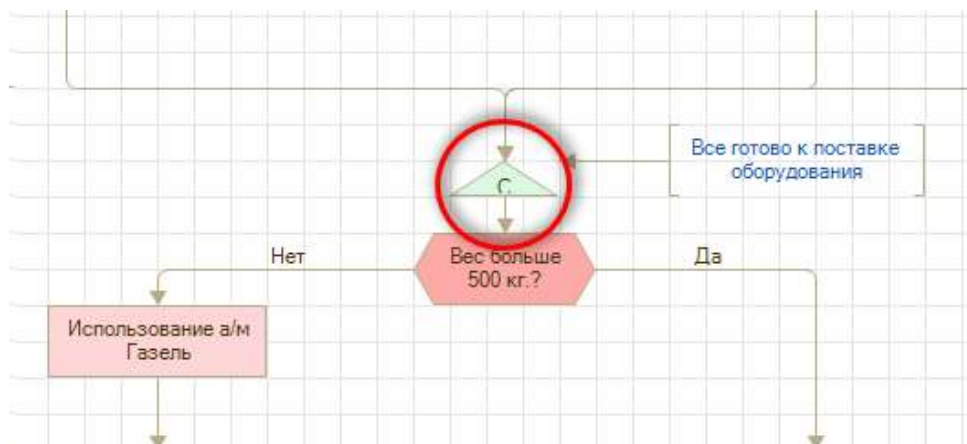 Все готово к поставке
оборудования
С
Нет
Вес больше
500 кг.?
Да
Использование а/м
Газель